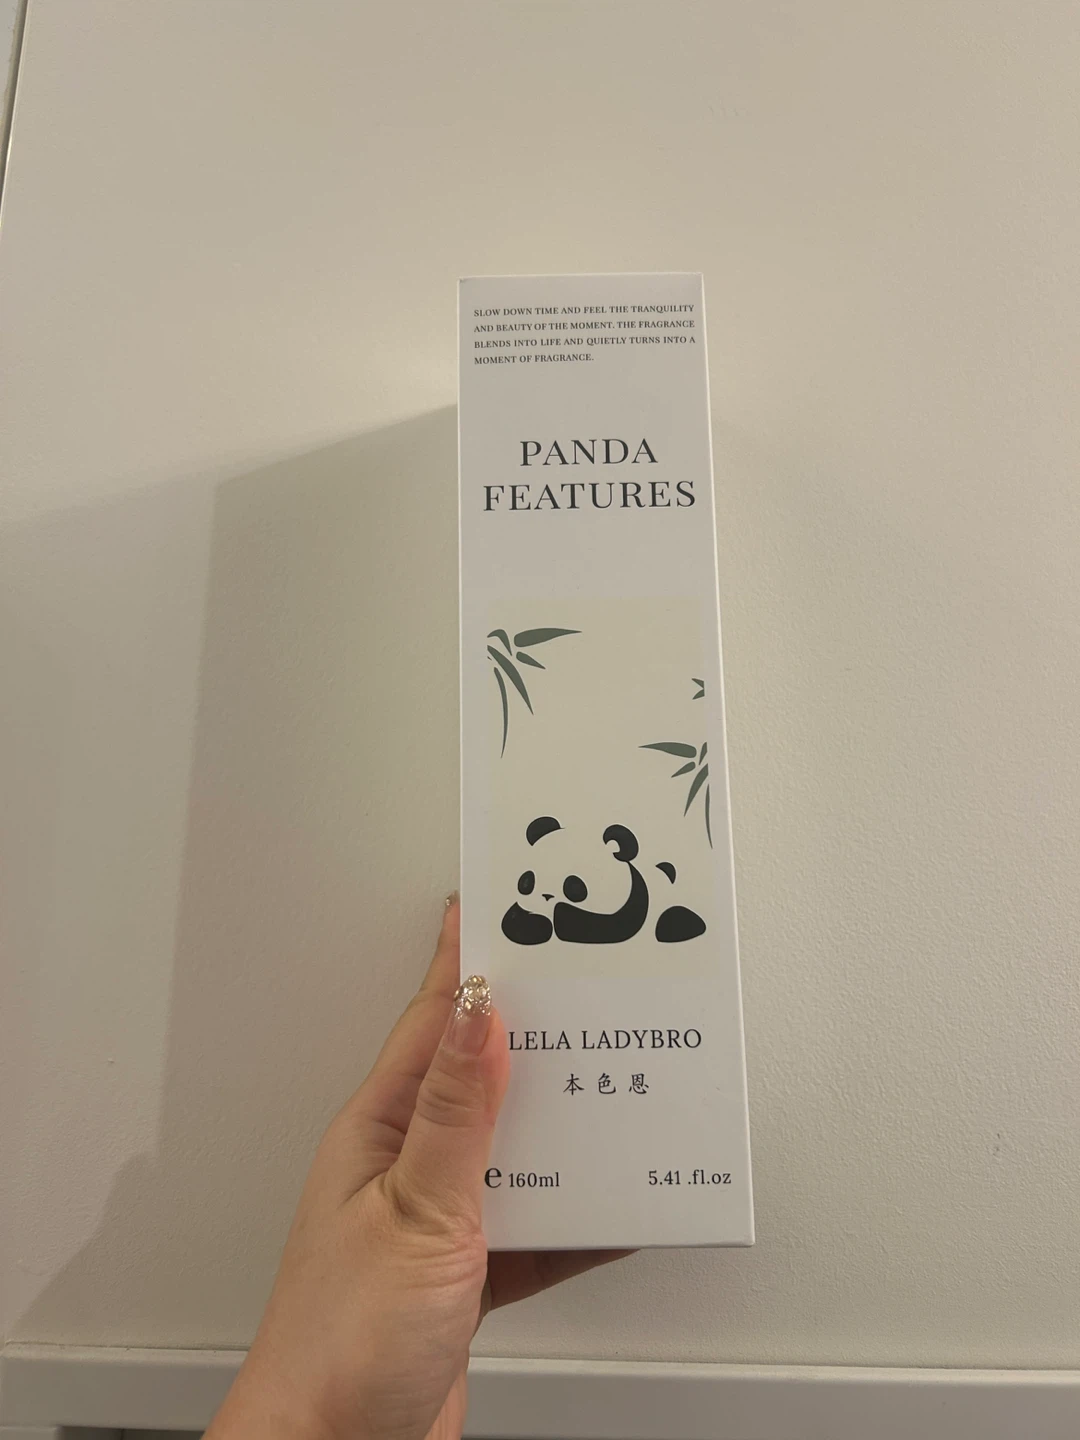 SLOW DOWN TIME AND FEEL THE TRANQUILITY
AND BEAUTY OF THE MOMENT. THE FRAGRANCE
BLENDS INTO LIFE AND QUIETLY TURNS INTO A
MOMENT OF FRAGRANCE.
PANDA
FEATURES
LELA LADYBRO
本色恩
e 160ml 5.41 .fl.oz